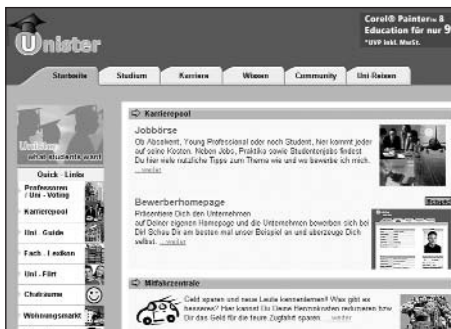 Unister
Corel® Painter™ 8
Education für nur 9
*UVP inkl. MwSt.
Startseite Studium Karriere Wissen Community Uni-Reisen
what students want
Quick - Links
Professoren
/ Uni - Voting
Karrierepool
Uni - Guide
Fach - Lexikon
Uni - Flirt
Chaträume
Wohnungsmarkt
Karrierepool
Jobbörse
Ob Absolvent, Young Professional oder noch Student, hier kommt jeder
auf seine Kosten. Neben Jobs, Praktika sowie Studentenjobs findest
Du hier viele nützliche Tipps zum Thema wie und wo bewerbe ich mich.
...weiter
Bewerberhomepage
Präsentiere Dich den Unternehmen
auf Deiner eigenen Homepage und die Unternehmen bewerben sich bei
Dir! Schau Dir am besten mal unser Beispiel an und überzeuge Dich
selbst. ...weiter
Mitfahrzentrale
Geld sparen und neue Leute kennenlernen!! Was gibt es
besseres? Hier kannst Du Deine Benzinkosten reduzieren bzw.
Dir das Geld für die teure Zugfahrt sparen. ...weiter